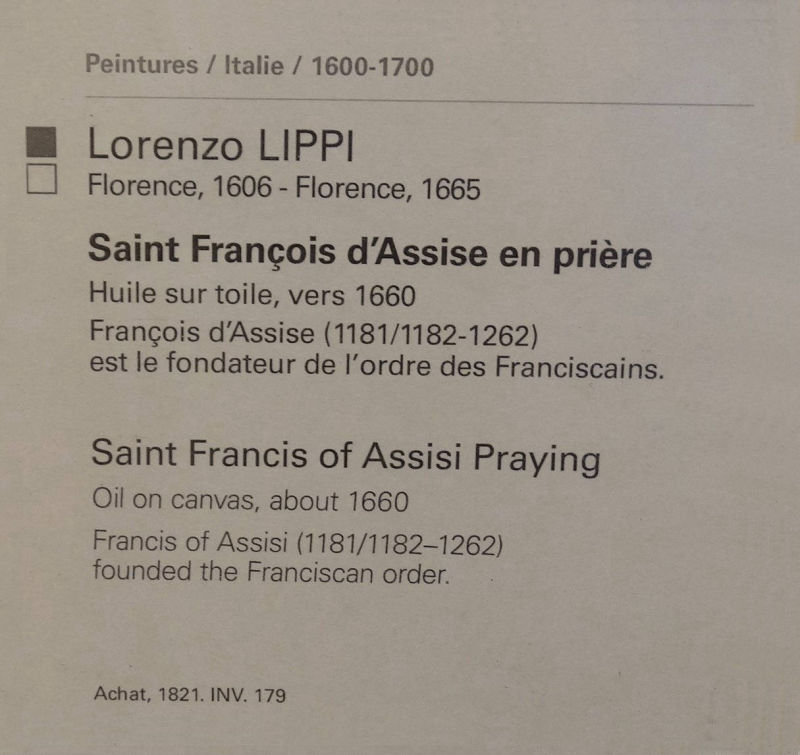 Peintures / Italie / 1600-1700
Lorenzo LIPPI
Florence, 1606 - Florence, 1665
Saint François d'Assise en prière
Huile sur toile, vers 1660
François d'Assise (1181/1182-1262)
est le fondateur de l'ordre des Franciscains.
Saint Francis of Assisi Praying
Oil on canvas, about 1660
Francis of Assisi (1181/1182–1262)
founded the Franciscan order.
Achat, 1821. INV. 179